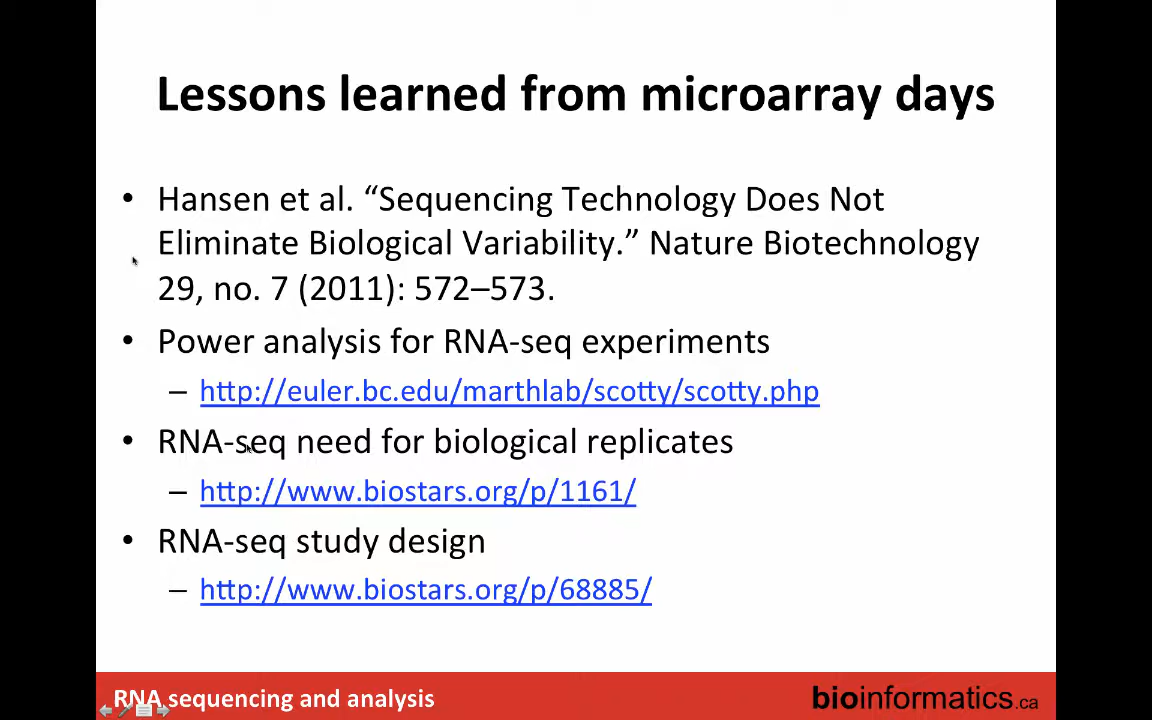 Lessons learned from microarray days
• Hansen et al. “Sequencing Technology Does Not
Eliminate Biological Variability.” Nature Biotechnology
29, no. 7 (2011): 572–573.
• Power analysis for RNA-seq experiments
– http://euler.bc.edu/marthlab/scotty/scotty.php
• RNA-seq need for biological replicates
– http://www.biostars.org/p/1161/
• RNA-seq study design
– http://www.biostars.org/p/68885/
RNA sequencing and analysis
bioinformatics.ca